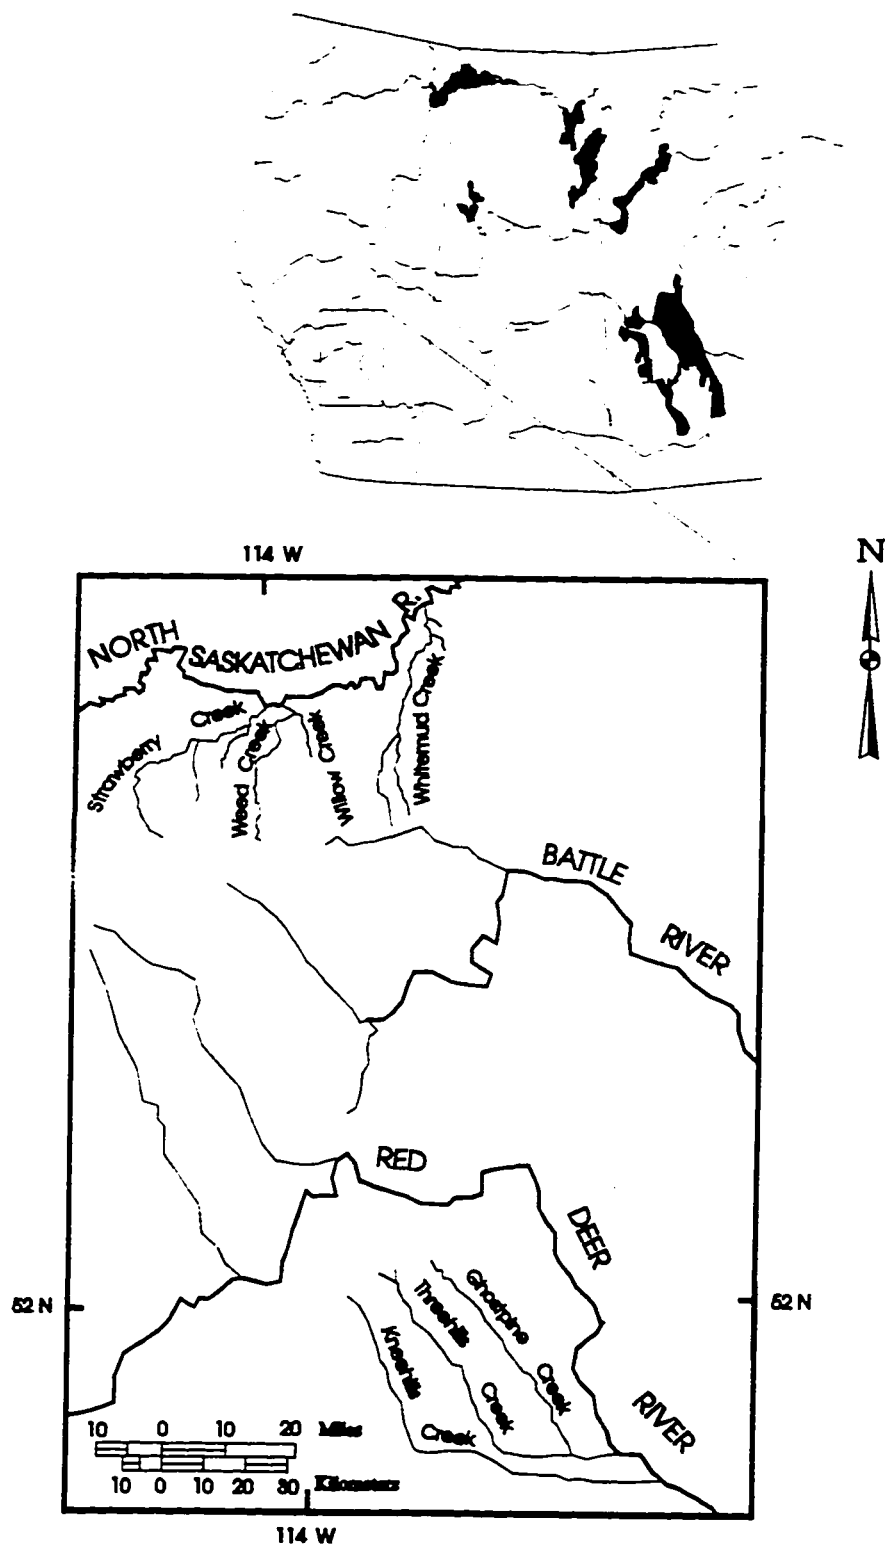 114 W
N
NORTH SASKATCHEWAN R.
Strawberry Creek
Weed Creek
Willow Creek
Whitemud Creek
BATTLE RIVER
RED DEER RIVER
52 N
52 N
Ghostpine Creek
Threehills Creek
Kneehills Creek
10 0 10 20 Miles
10 0 10 20 30 Kilometers
114 W